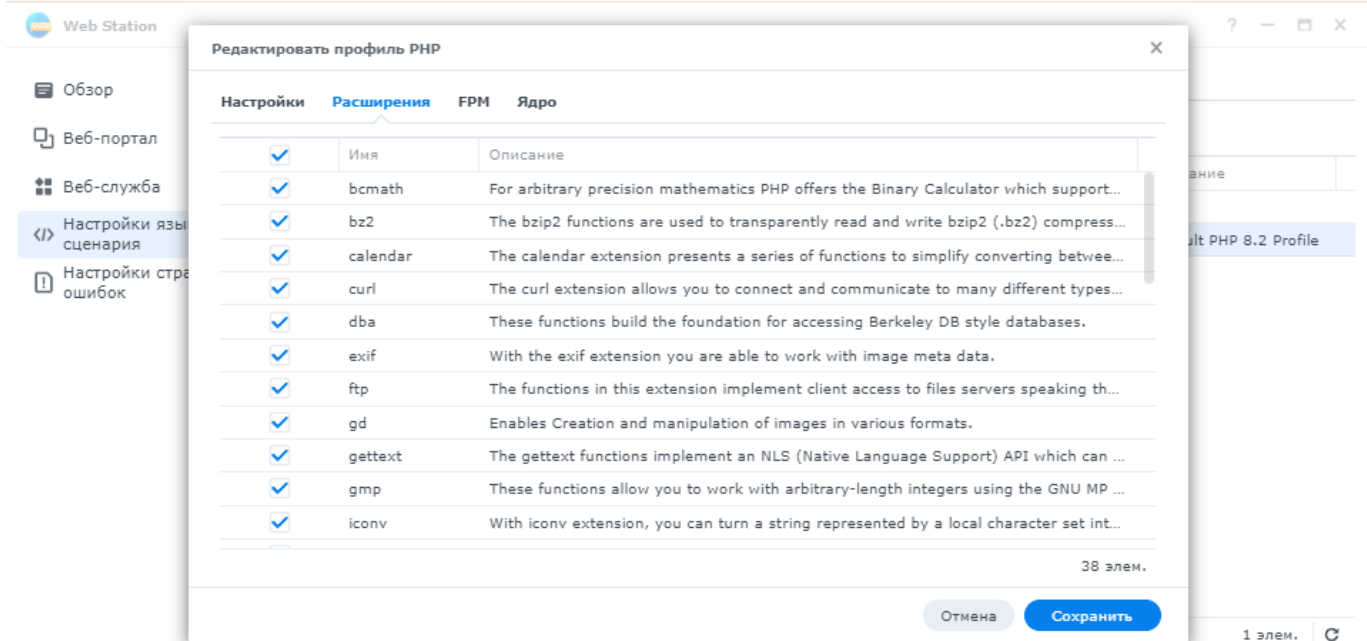 Web Station
Обзор
Веб-портал
Веб-служба
Настройки язы
сценария
Настройки стра
ошибок
Редактировать профиль PHP
Настройки Расширения FPM Ядро
Имя Описание
bcmath For arbitrary precision mathematics PHP offers the Binary Calculator which support...
bz2 The bzip2 functions are used to transparently read and write bzip2 (.bz2) compress...
calendar The calendar extension presents a series of functions to simplify converting betwee...
curl The curl extension allows you to connect and communicate to many different types...
dba These functions build the foundation for accessing Berkeley DB style databases.
exif With the exif extension you are able to work with image meta data.
ftp The functions in this extension implement client access to files servers speaking th...
gd Enables Creation and manipulation of images in various formats.
gettext The gettext functions implement an NLS (Native Language Support) API which can ...
gmp These functions allow you to work with arbitrary-length integers using the GNU MP ...
iconv With iconv extension, you can turn a string represented by a local character set int...
38 элем.
Отмена Сохранить
ание
ult PHP 8.2 Profile
1 элем.